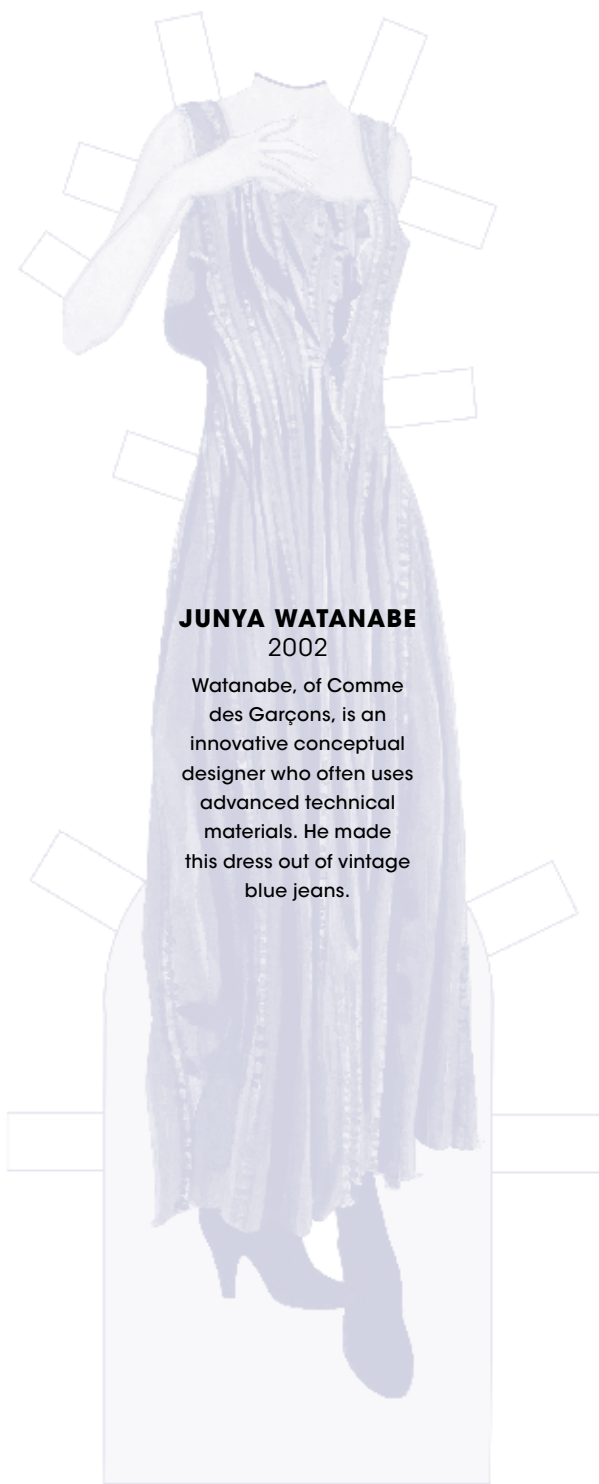 JUNYA WATANABE
2002
Watanabe, of Comme
des Garçons, is an
innovative conceptual
designer who often uses
advanced technical
materials. He made
this dress out of vintage
blue jeans.